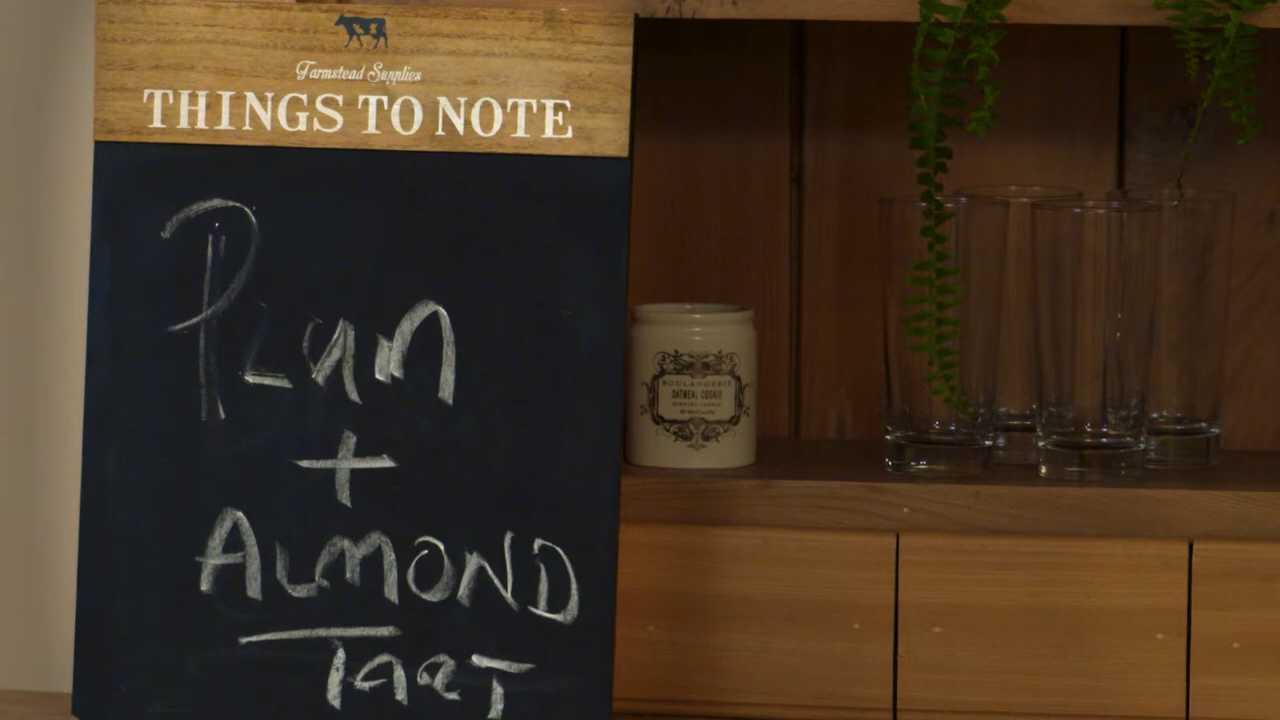 Farmstead Supplies
THINGS TO NOTE
PLum
+
ALMOND
TaRT
BOULANGERIE
OATMEAL COOKIE